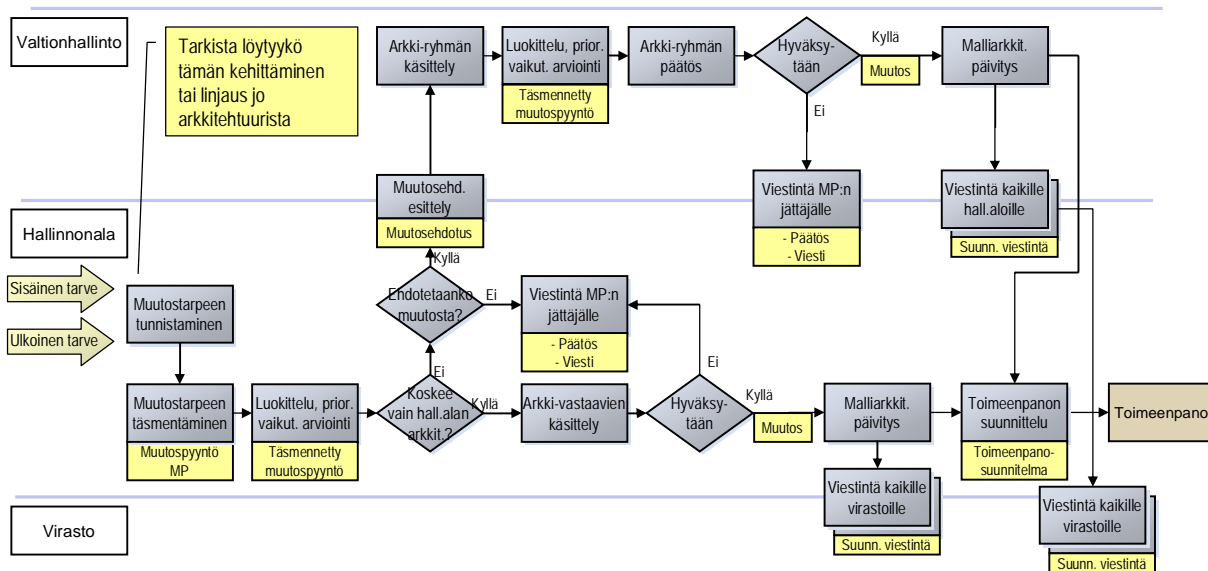 Valtionhallinto
Tarkista löytyykö
tämän kehittäminen
tai linjaus jo
arkkitehtuurista
Arkki-ryhmän
käsittely
Luokittelu, prior.
vaikut. arviointi
Täsmennetty
muutospyyntö
Arkki-ryhmän
päätös
Hyväksy-
tään
Kyllä
Muutos
Ei
Malliarkkit.
päivitys
Muutosehd.
esittely
Muutosehdotus
Viestintä MP:n
jättäjälle
- Päätös
- Viesti
Viestintä kaikille
hall.aloille
Suunn. viestintä
Hallinnonala
Sisäinen tarve
Ulkoinen tarve
Muutostarpeen
tunnistaminen
Kyllä
Ehdotetaanko
muutosta?
Ei
Viestintä MP:n
jättäjälle
- Päätös
- Viesti
Ei
Muutostarpeen
täsmentäminen
Muutospyyntö
MP
Luokittelu, prior.
vaikut. arviointi
Täsmennetty
muutospyyntö
Ei
Koskee
vain hall.alan
arkkit.?
Kyllä
Arkki-vastaavien
käsittely
Hyväksy-
tään
Kyllä
Muutos
Malliarkkit.
päivitys
Toimeenpanon
suunnittelu
Toimeenpano-
suunnitelma
Toimeenpano
Virasto
Viestintä kaikille
virastoille
Suunn. viestintä
Viestintä kaikille
virastoille
Suunn. viestintä